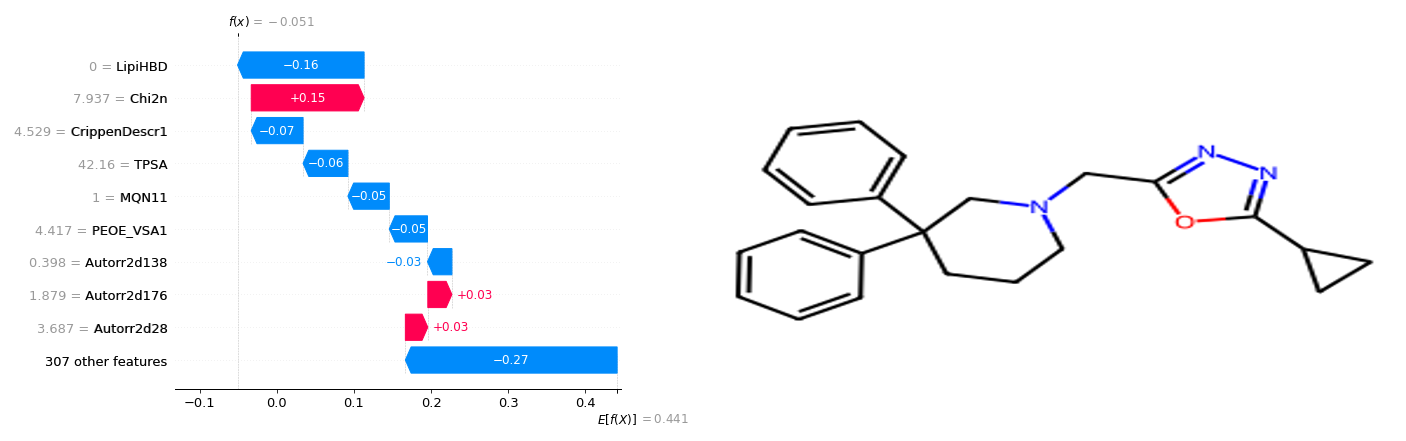 f(x) = −0.051
0 = LipiHBD
−0.16
7.937 = Chi2n
+0.15
4.529 = CrippenDescr1
−0.07
42.16 = TPSA
−0.06
1 = MQN11
−0.05
4.417 = PEOE_VSA1
−0.05
0.398 = Autorr2d138
−0.03
1.879 = Autorr2d176
+0.03
3.687 = Autorr2d28
+0.03
307 other features
−0.27
−0.1 0.0 0.1 0.2 0.3 0.4
E[f(X)] = 0.441
N
N
N
O